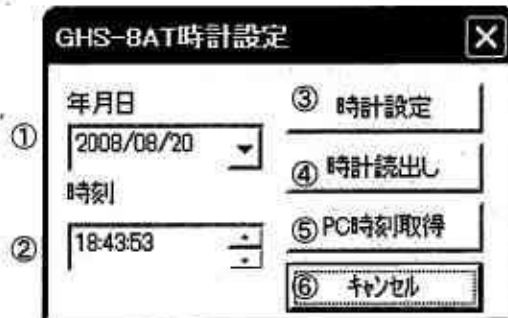 GHS-8AT時計設定
年月日
① 2008/08/20
時刻
② 18:43:53
③ 時計設定
④ 時計読出し
⑤ PC時刻取得
⑥ キャンセル